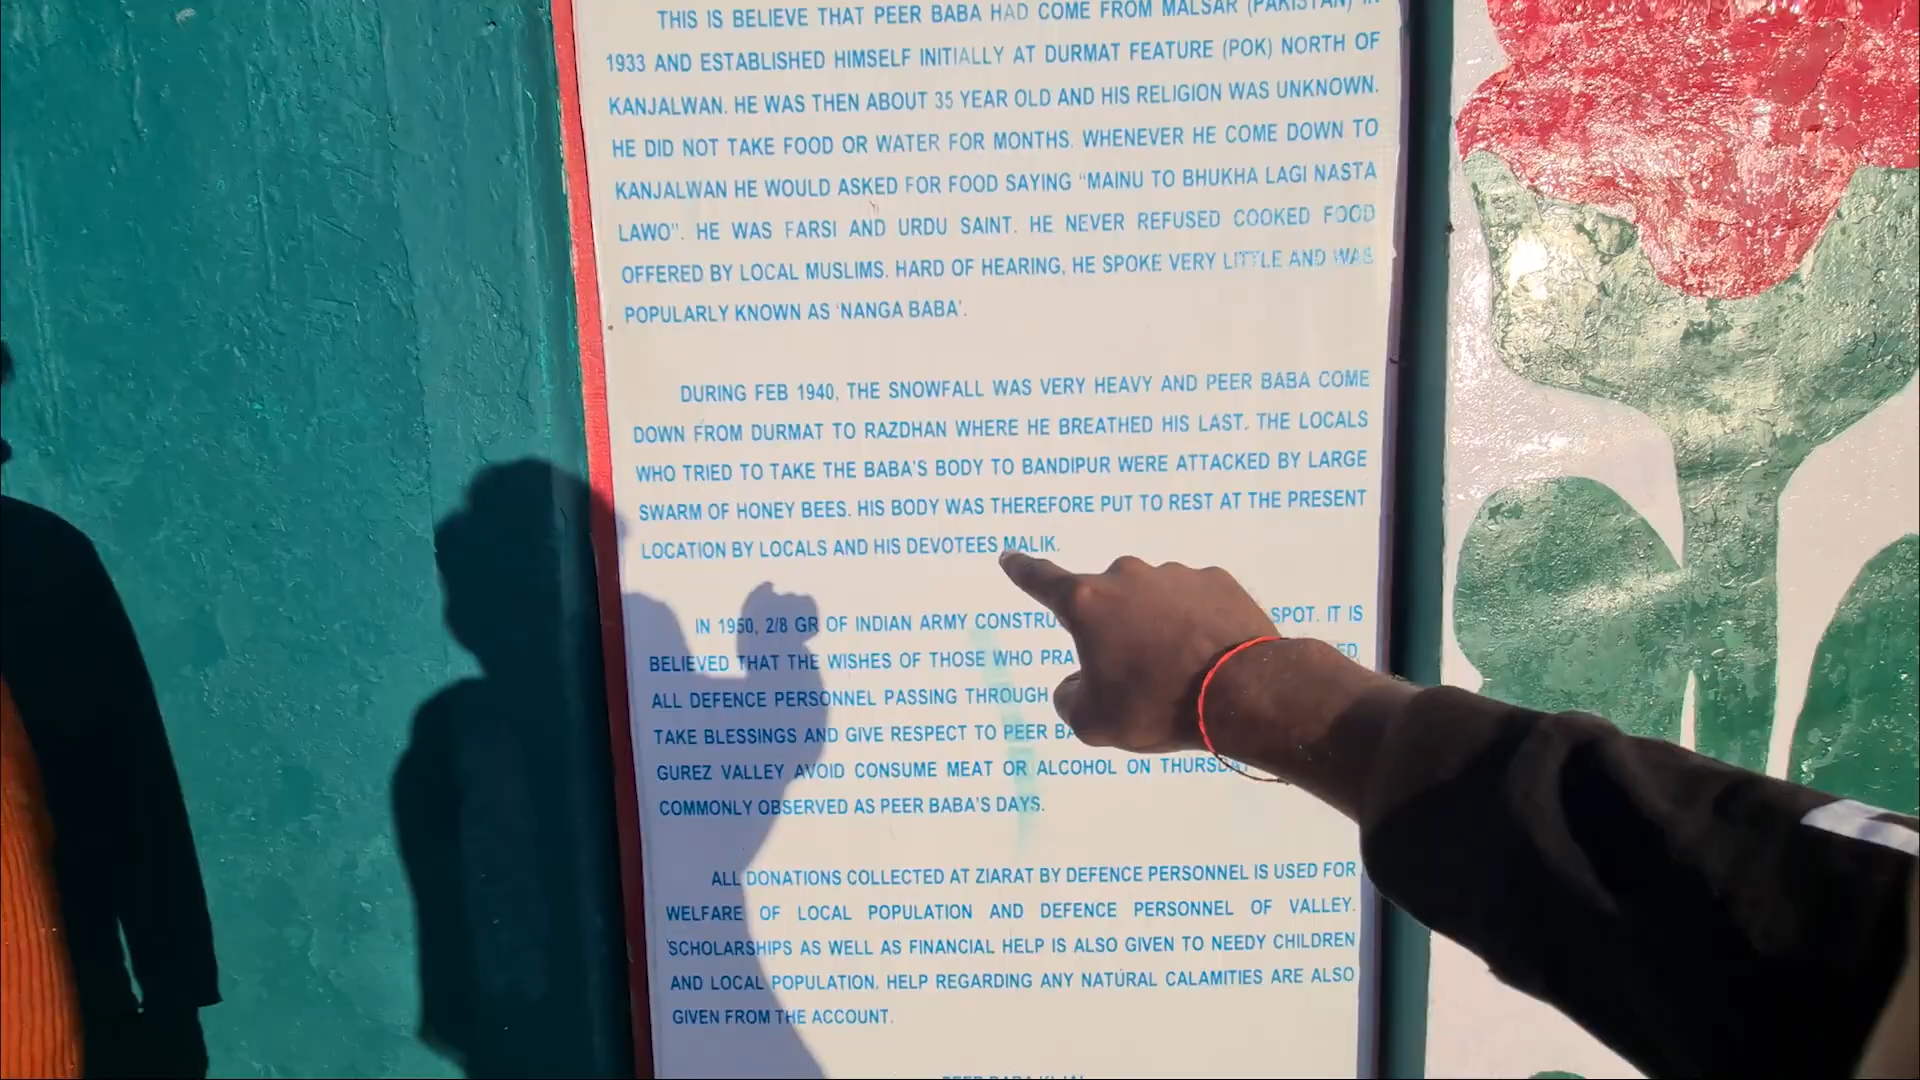 THIS IS BELIEVE THAT PEER BABA HAD COME FROM MALSAR (PAKISTAN) IN
1933 AND ESTABLISHED HIMSELF INITIALLY AT DURMAT FEATURE (POK) NORTH OF
KANJALWAN. HE WAS THEN ABOUT 35 YEAR OLD AND HIS RELIGION WAS UNKNOWN.
HE DID NOT TAKE FOOD OR WATER FOR MONTHS. WHENEVER HE COME DOWN TO
KANJALWAN HE WOULD ASKED FOR FOOD SAYING “MAINU TO BHUKHA LAGI NASTA
LAWO”. HE WAS FARSI AND URDU SAINT. HE NEVER REFUSED COOKED FOOD
OFFERED BY LOCAL MUSLIMS. HARD OF HEARING, HE SPOKE VERY LITTLE AND WAS
POPULARLY KNOWN AS ‘NANGA BABA’.
DURING FEB 1940, THE SNOWFALL WAS VERY HEAVY AND PEER BABA COME
DOWN FROM DURMAT TO RAZDHAN WHERE HE BREATHED HIS LAST. THE LOCALS
WHO TRIED TO TAKE THE BABA’S BODY TO BANDIPUR WERE ATTACKED BY LARGE
SWARM OF HONEY BEES. HIS BODY WAS THEREFORE PUT TO REST AT THE PRESENT
LOCATION BY LOCALS AND HIS DEVOTEES MALIK.
IN 1950, 2/8 GR OF INDIAN ARMY SPOT. IT IS
BELIEVED THAT THE WISHES OF THOSE WHO
ALL DEFENCE PERSONNEL PASSING THROUGH
TAKE BLESSINGS AND GIVE RESPECT TO PEER
GUREZ VALLEY AVOID CONSUME MEAT OR ALCOHOL ON
COMMONLY OBSERVED AS PEER BABA’S DAYS.
ALL DONATIONS COLLECTED AT ZIARAT BY DEFENCE PERSONNEL IS USED FOR
WELFARE OF LOCAL POPULATION AND DEFENCE PERSONNEL OF VALLEY.
SCHOLARSHIPS AS WELL AS FINANCIAL HELP IS ALSO GIVEN TO NEEDY CHILDREN
AND LOCAL POPULATION. HELP REGARDING ANY NATURAL CALAMITIES ARE ALSO
GIVEN FROM THE ACCOUNT.